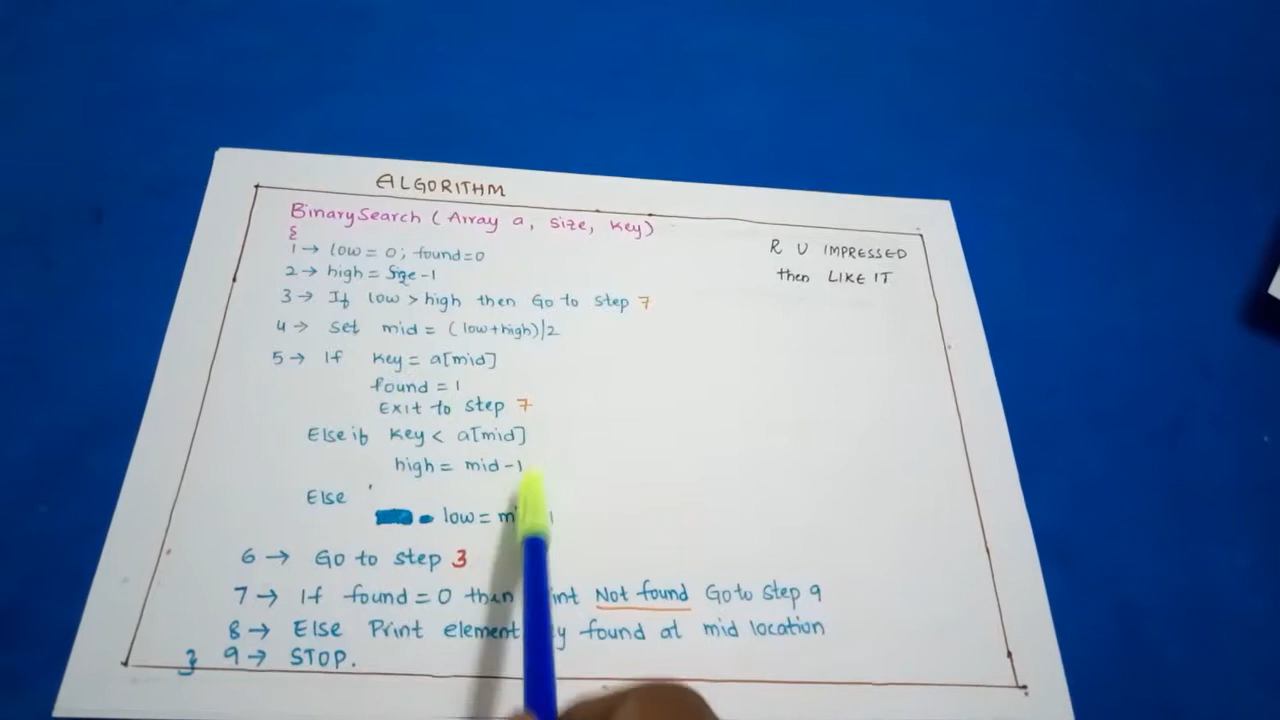 ALGORITHM
BinarySearch ( Array a, size, key)
{
1 → low = 0; found=0
2 → high = Size -1
3 → If low > high then Go to step 7
4 → set mid = (low+high)/2
5 → If key = a[mid]
found = 1
Exit to step 7
Else if key < a[mid]
high = mid-1
Else
low =
6 → Go to step 3
7 → If found = 0 then Not found Goto step 9
8 → Else Print element found at mid location
} 9 → STOP.
R U IMPRESSED
then LIKE IT